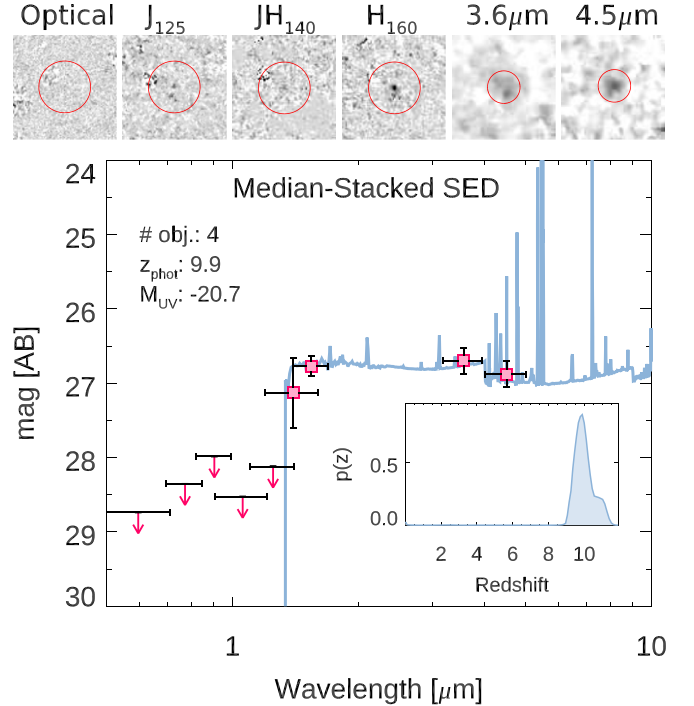 Optical J125 JH140 H160 3.6μm 4.5μm
Median-Stacked SED
# obj.: 4
zphot: 9.9
MUV: -20.7
24
25
26
27
28
29
30
mag [AB]
p(z)
0.5
0.0
2 4 6 8 10
Redshift
1 10
Wavelength [μm]